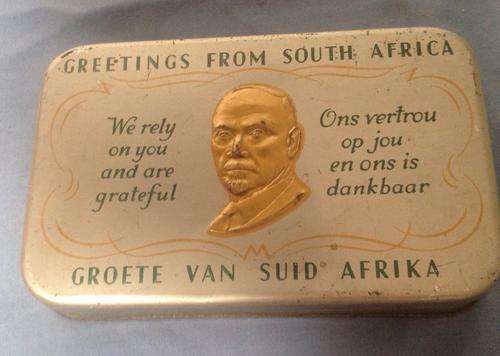 GREETINGS FROM SOUTH AFRICA
We rely
on you
and are
grateful
Ons vertrou
op jou
en ons is
dankbaar
GROETE VAN SUID AFRIKA